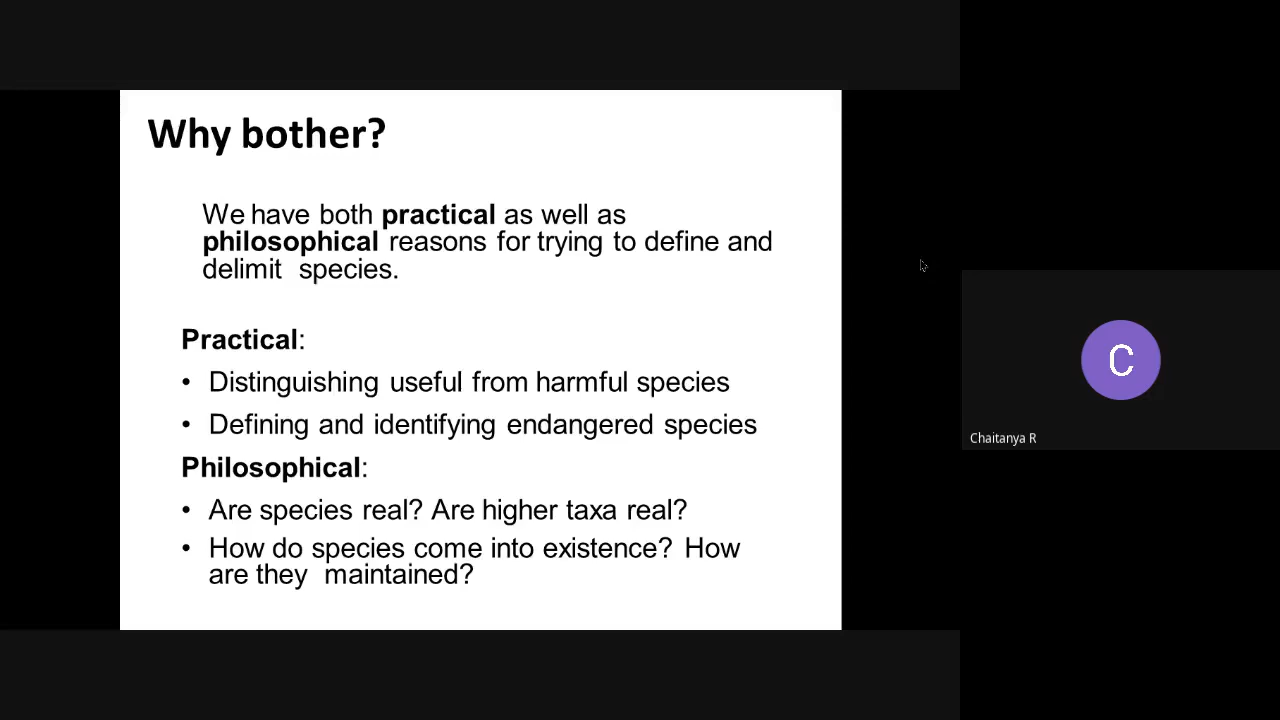 Why bother?
We have both practical as well as
philosophical reasons for trying to define and
delimit species.
Practical:
• Distinguishing useful from harmful species
• Defining and identifying endangered species
Philosophical:
• Are species real? Are higher taxa real?
• How do species come into existence? How
are they maintained?
C
Chaitanya R